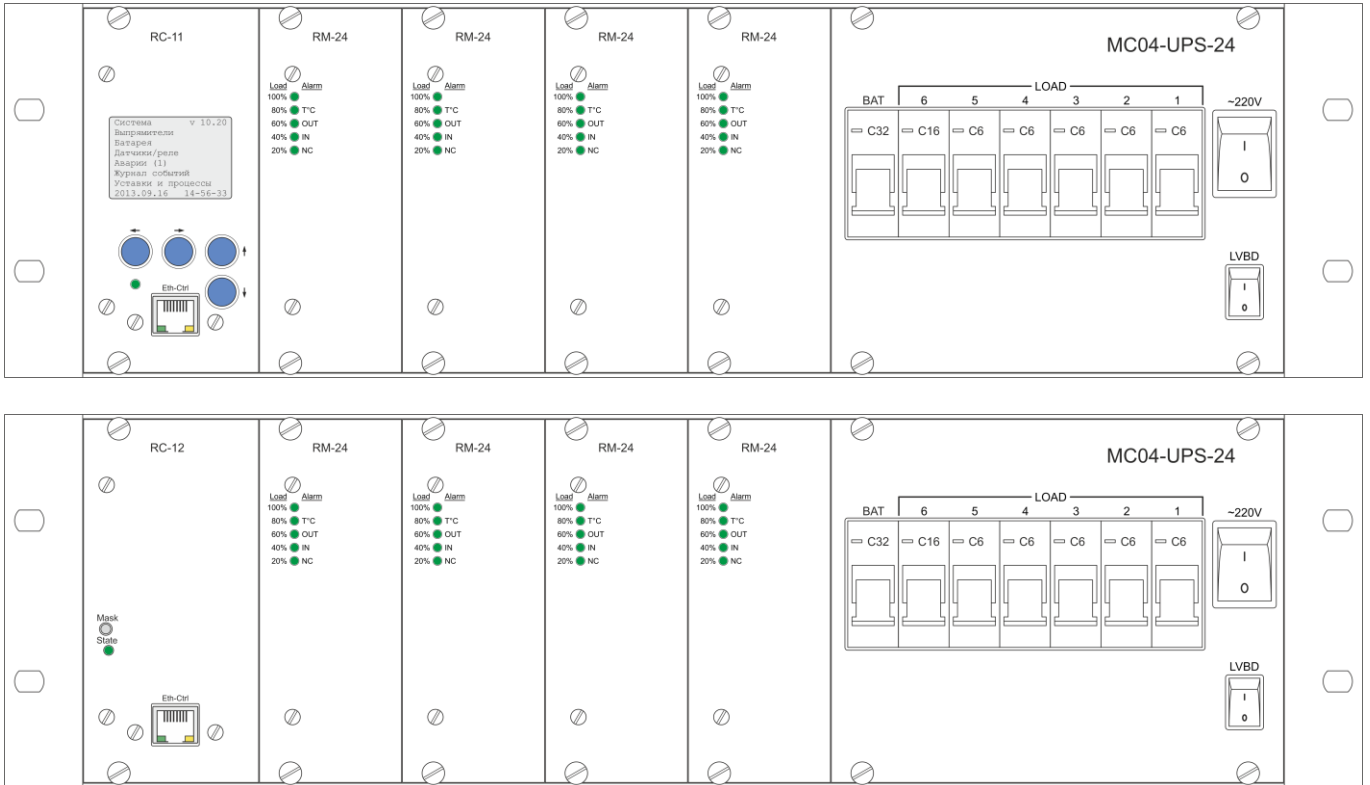 RC-11 RM-24 RM-24 RM-24 RM-24 MC04-UPS-24
Load Alarm Load Alarm Load Alarm Load Alarm
100% 100% 100% 100%
80% T°C 80% T°C 80% T°C 80% T°C
60% OUT 60% OUT 60% OUT 60% OUT
40% IN 40% IN 40% IN 40% IN
20% NC 20% NC 20% NC 20% NC
LOAD
BAT 6 5 4 3 2 1 ~220V
C32 C16 C6 C6 C6 C6 C6
I
0
Система v 10.20
Выпрямители
Батарея
Датчики/реле
Аварии (1)
Журнал событий
Уставки и процессы
2013.09.16 14-56-33
Eth-Ctrl
LVBD
I
0
RC-12 RM-24 RM-24 RM-24 RM-24 MC04-UPS-24
Load Alarm Load Alarm Load Alarm Load Alarm
100% 100% 100% 100%
80% T°C 80% T°C 80% T°C 80% T°C
60% OUT 60% OUT 60% OUT 60% OUT
40% IN 40% IN 40% IN 40% IN
20% NC 20% NC 20% NC 20% NC
LOAD
BAT 6 5 4 3 2 1 ~220V
C32 C16 C6 C6 C6 C6 C6
I
0
Mask
State
Eth-Ctrl
LVBD
I
0